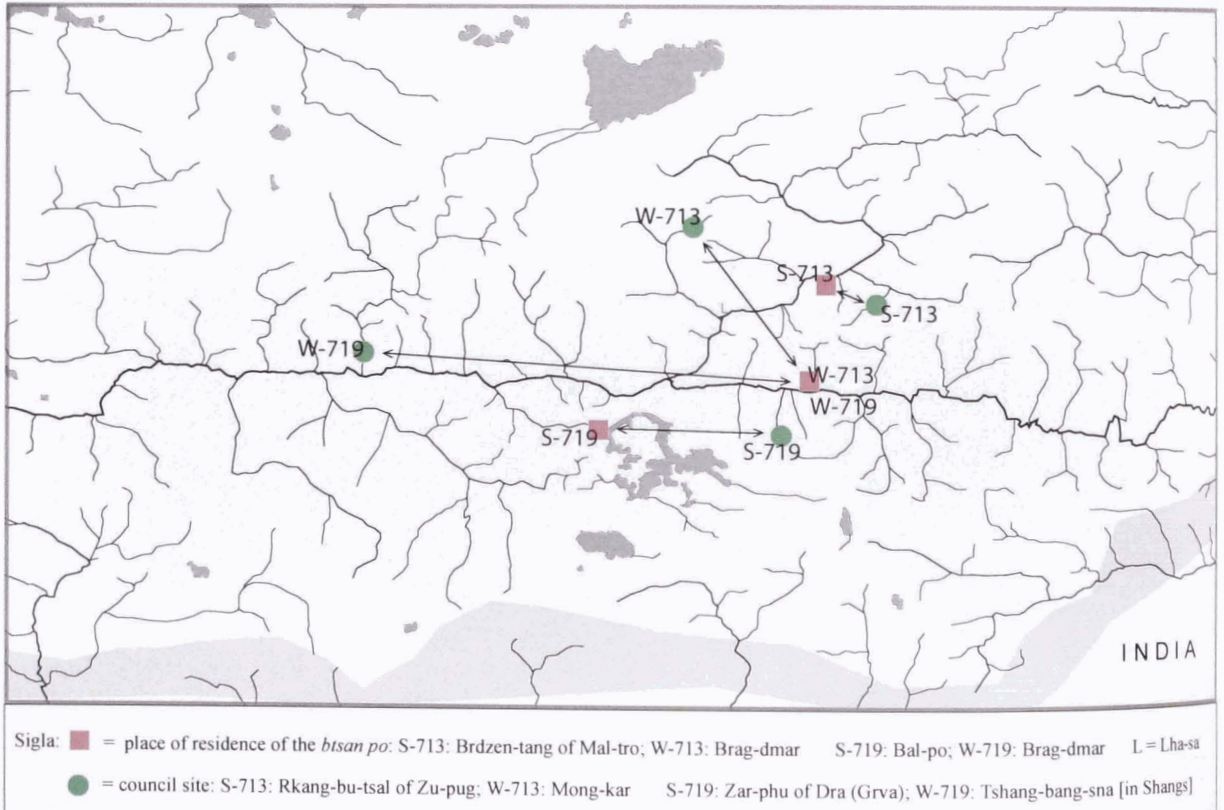 W-713
S-713
S-713
W-719
W-713
W-719
S-719
S-719
INDIA
Sigla: = place of residence of the btsan po: S-713: Brdzen-tang of Mal-tro; W-713: Brag-dmar S-719: Bal-po; W-719: Brag-dmar L = Lha-sa
= council site: S-713: Rkang-bu-tsal of Zu-pug; W-713: Mong-kar S-719: Zar-phu of Dra (Grva); W-719: Tshang-bang-sna [in Shangs]